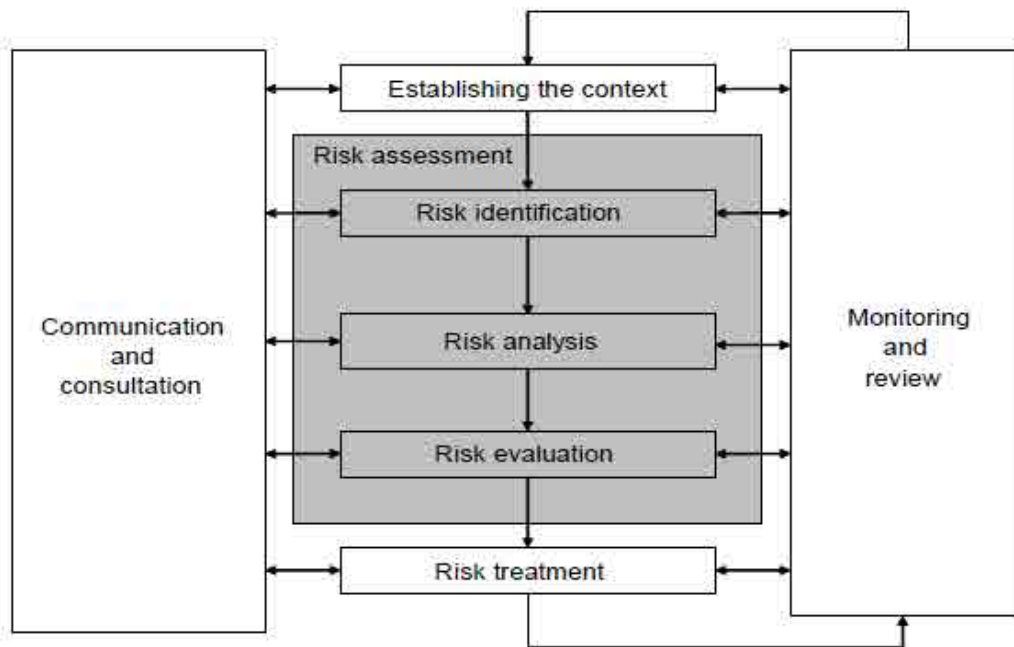 Establishing the context
Risk assessment
Risk identification
Communication
and
consultation
Risk analysis
Monitoring
and
review
Risk evaluation
Risk treatment